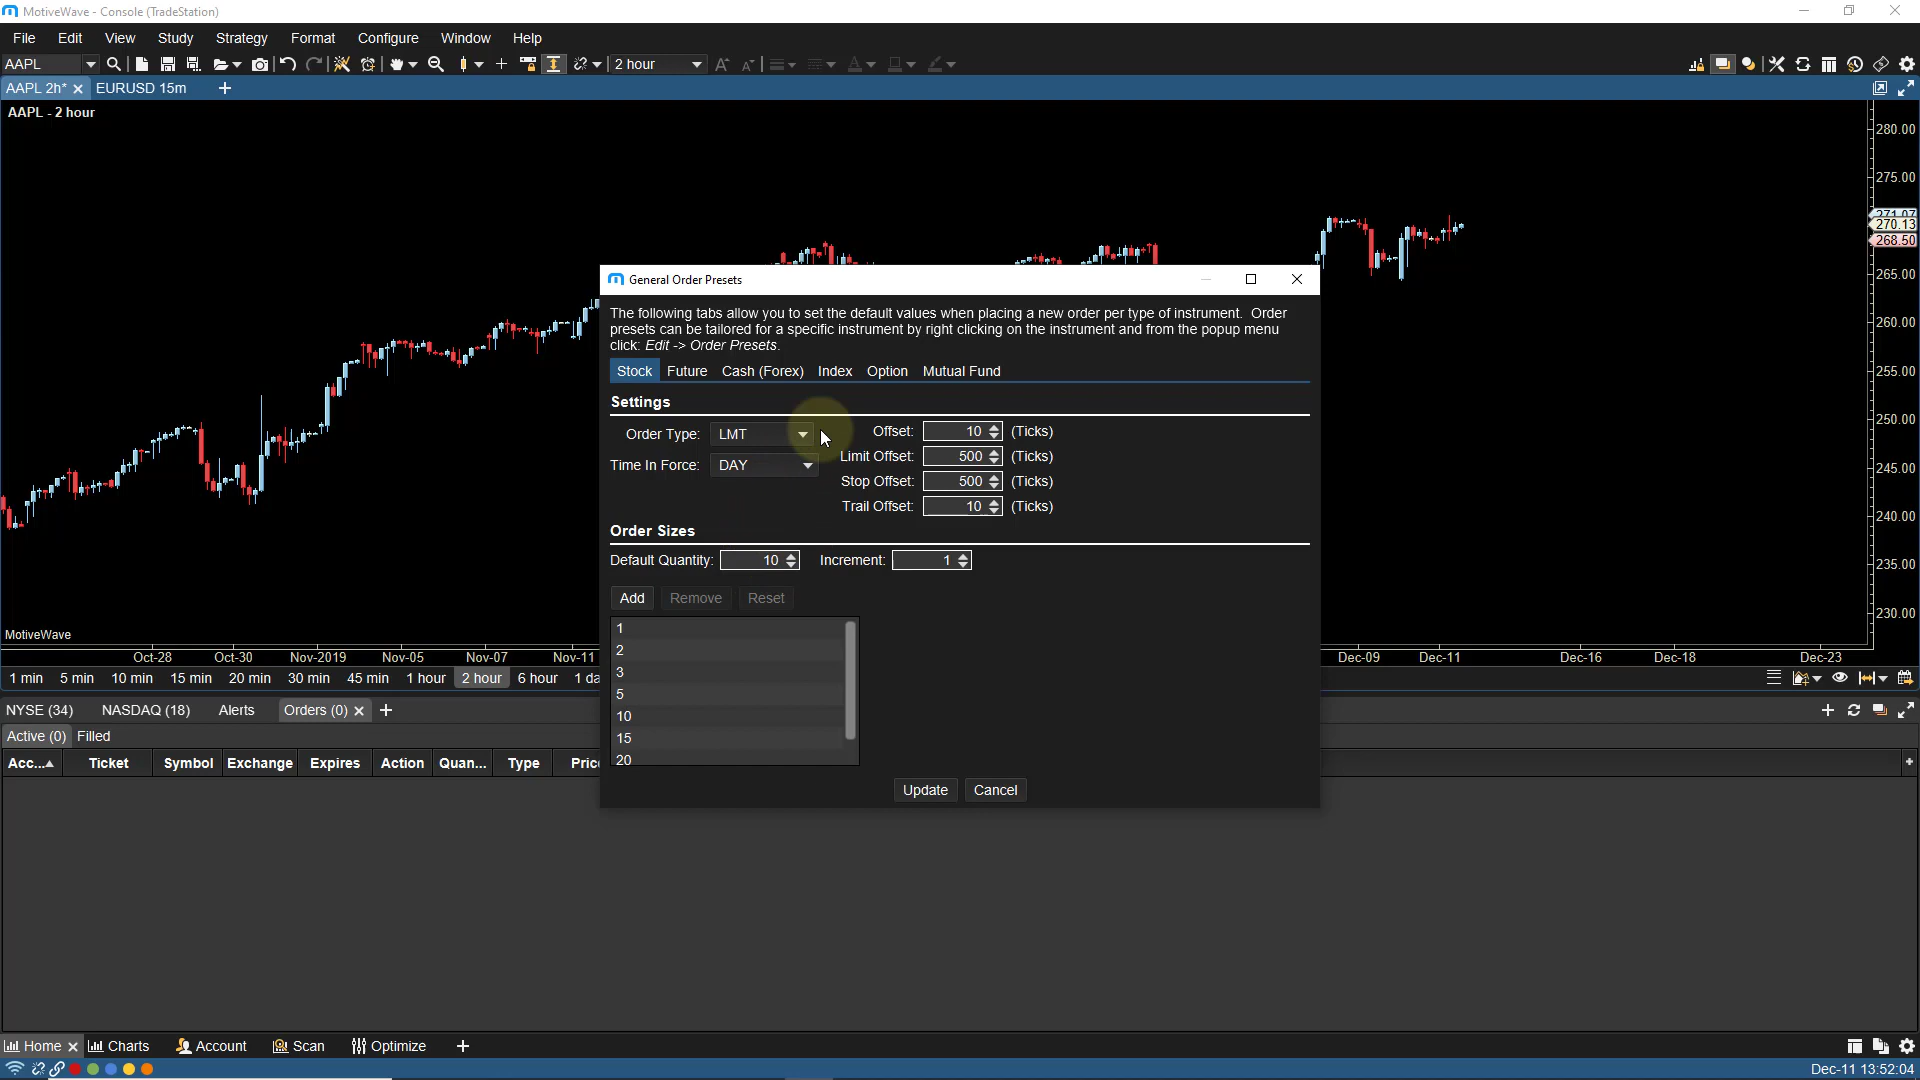 MotiveWave - Console (TradeStation)
File Edit View Study Strategy Format Configure Window Help
AAPL 2 hour
AAPL 2h* EURUSD 15m
AAPL - 2 hour
280.00
275.00
271.07
270.13
268.50
265.00
260.00
255.00
250.00
245.00
240.00
235.00
230.00
General Order Presets
The following tabs allow you to set the default values when placing a new order per type of instrument. Order
presets can be tailored for a specific instrument by right clicking on the instrument and from the popup menu
click: Edit -> Order Presets.
Stock Future Cash (Forex) Index Option Mutual Fund
Settings
Order Type: LMT Offset: 10 (Ticks)
Limit Offset: 500 (Ticks)
Time In Force: DAY
Stop Offset: 500 (Ticks)
Trail Offset: 10 (Ticks)
Order Sizes
Default Quantity: 10 Increment: 1
Add Remove Reset
1
2
3
5
10
15
20
Update Cancel
MotiveWave
Oct-28 Oct-30 Nov-2019 Nov-05 Nov-07 Nov-11 Dec-09 Dec-11 Dec-16 Dec-18 Dec-23
1 min 5 min 10 min 15 min 20 min 30 min 45 min 1 hour 2 hour 6 hour 1 da
NYSE (34) NASDAQ (18) Alerts Orders (0)
Active (0) Filled
Acc... Ticket Symbol Exchange Expires Action Quan... Type Price
Home Charts Account Scan Optimize
Dec-11 13:52:04